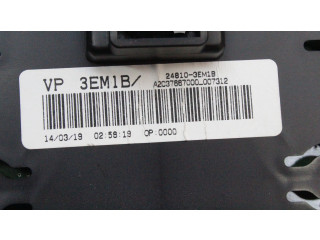 VP 3EM1B/
24810-3EM1B
A2C37667000_007312
14/03/19 02:58:19 OP:0000